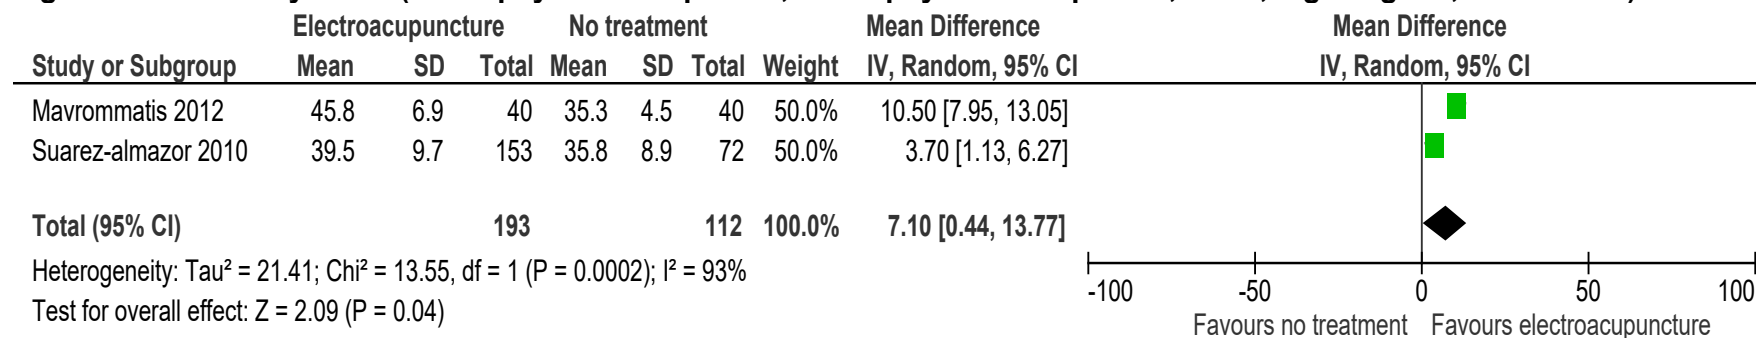 Electroacupuncture No treatment Mean Difference Mean Difference
Study or Subgroup Mean SD Total Mean SD Total Weight IV, Random, 95% CI IV, Random, 95% CI
Mavrommatis 2012 45.8 6.9 40 35.3 4.5 40 50.0% 10.50 [7.95, 13.05]
Suarez-almazor 2010 39.5 9.7 153 35.8 8.9 72 50.0% 3.70 [1.13, 6.27]
Total (95% CI) 193 112 100.0% 7.10 [0.44, 13.77]
Heterogeneity: Tau² = 21.41; Chi² = 13.55, df = 1 (P = 0.0002); I² = 93%
Test for overall effect: Z = 2.09 (P = 0.04)
-100 -50 0 50 100
Favours no treatment Favours electroacupuncture